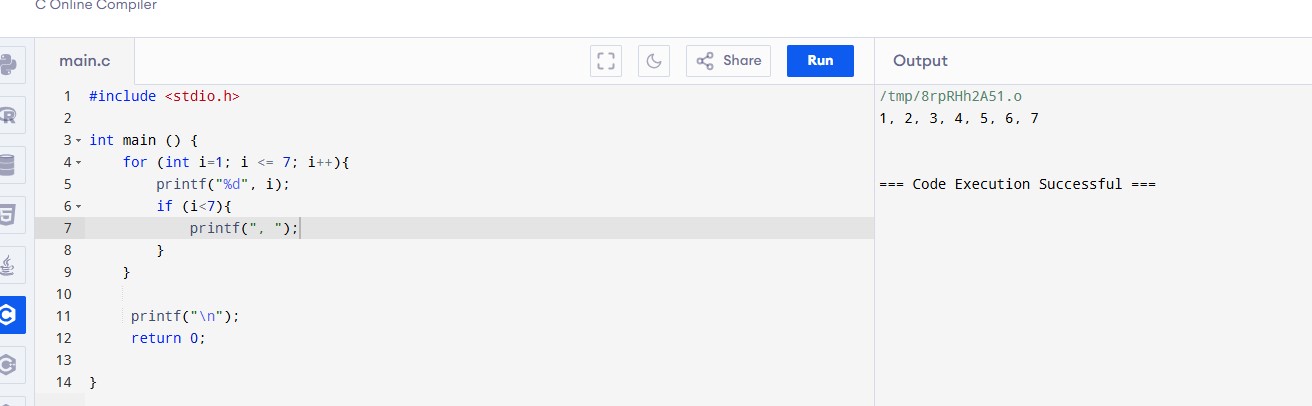 C Online Compiler
main.c
Share
Run
Output
1 #include <stdio.h>
2
3 int main () {
4     for (int i=1; i <= 7; i++){
5         printf("%d", i);
6         if (i<7){
7             printf(", ");
8         }
9     }
10
11      printf("\n");
12      return 0;
13
14 }
/tmp/8rpRHh2A51.o
1, 2, 3, 4, 5, 6, 7
=== Code Execution Successful ===